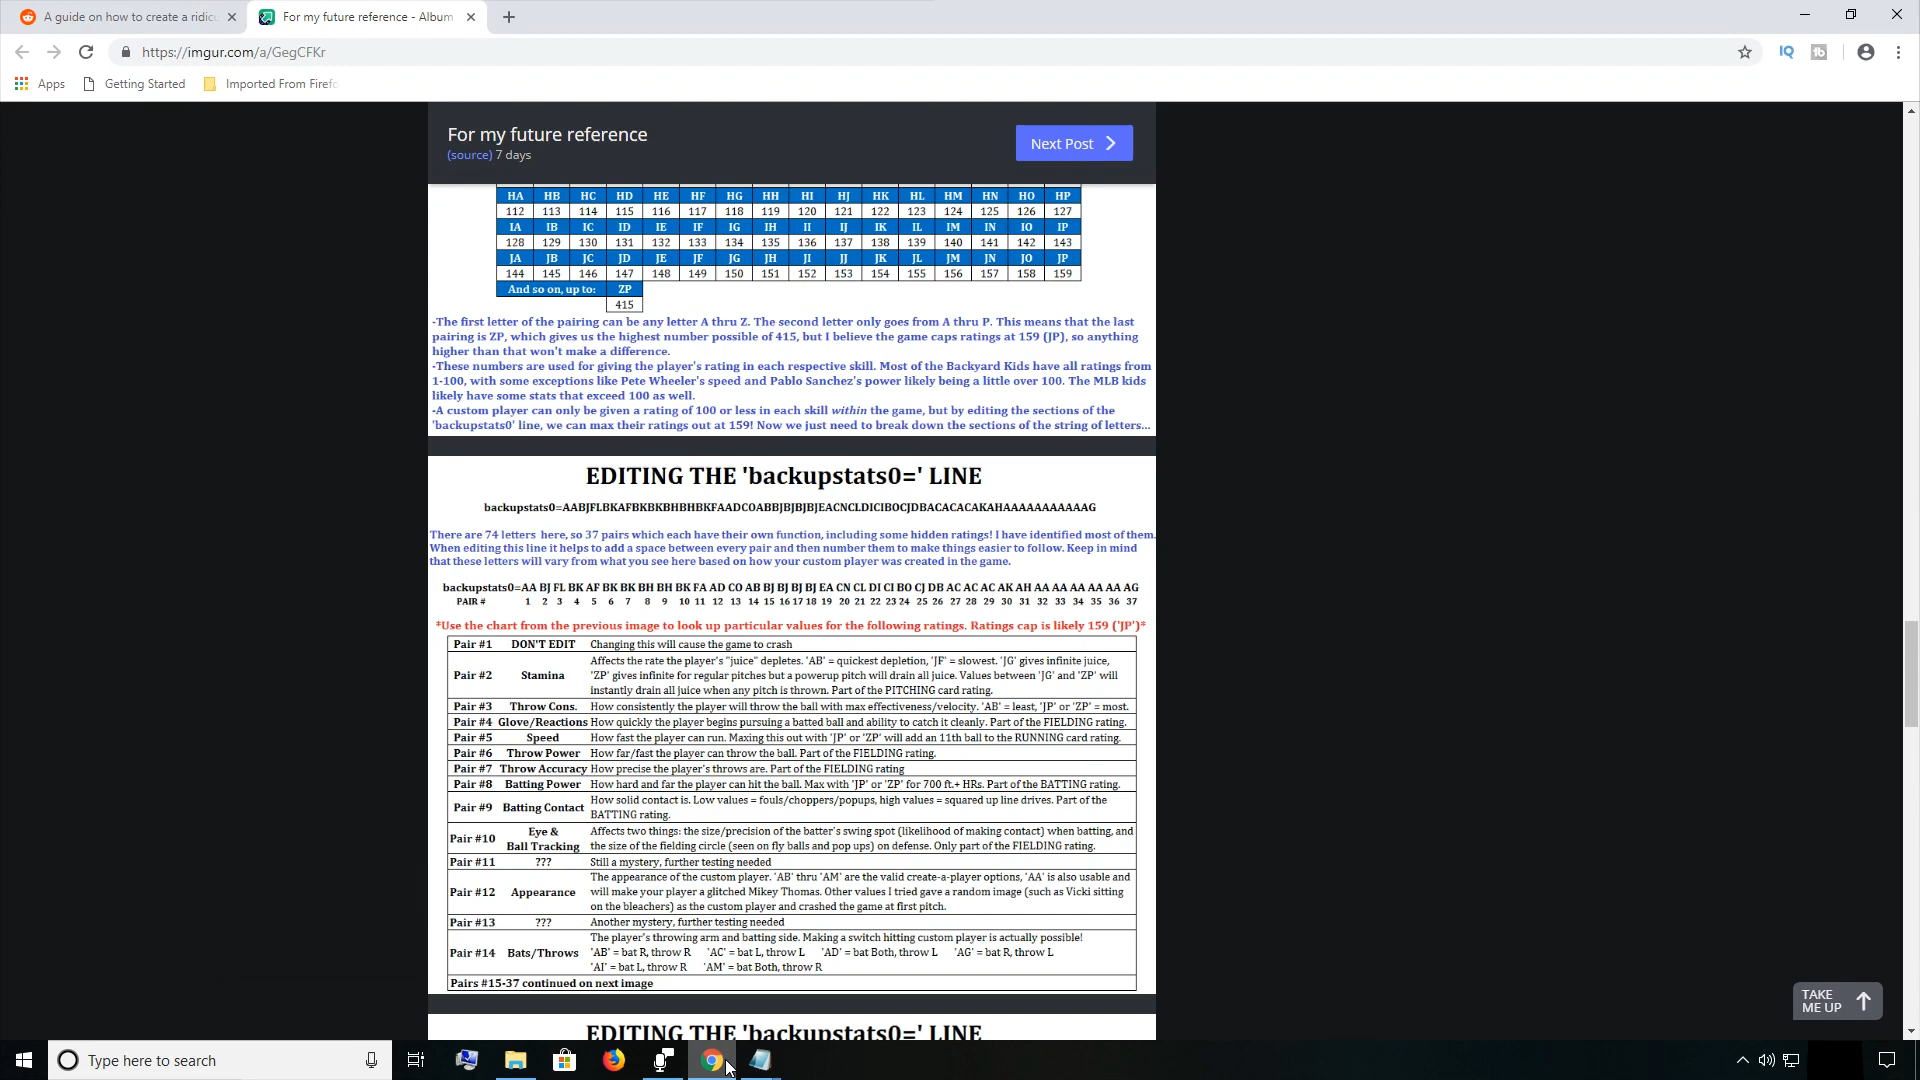 A guide on how to create a ridicu
For my future reference - Album
https://imgur.com/a/GegCFKr
Apps
Getting Started
Imported From Firefo
For my future reference
(source) 7 days
Next Post
HA HB HC HD HE HF HG HH HI HJ HK HL HM HN HO HP
112 113 114 115 116 117 118 119 120 121 122 123 124 125 126 127
IA IB IC ID IE IF IG IH II IJ IK IL IM IN IO IP
128 129 130 131 132 133 134 135 136 137 138 139 140 141 142 143
JA JB JC JD JE JF JG JH JI JJ JK JL JM JN JO JP
144 145 146 147 148 149 150 151 152 153 154 155 156 157 158 159
And so on, up to: ZP
415
-The first letter of the pairing can be any letter A thru Z. The second letter only goes from A thru P. This means that the last
pairing is ZP, which gives us the highest number possible of 415, but I believe the game caps ratings at 159 (JP), so anything
higher than that won't make a difference.
-These numbers are used for giving the player's rating in each respective skill. Most of the Backyard Kids have all ratings from
1-100, with some exceptions like Pete Wheeler's speed and Pablo Sanchez's power likely being a little over 100. The MLB kids
likely have some stats that exceed 100 as well.
-A custom player can only be given a rating of 100 or less in each skill within the game, but by editing the sections of the
'backupstats0' line, we can max their ratings out at 159! Now we just need to break down the sections of the string of letters...
EDITING THE 'backupstats0=' LINE
backupstats0=AABJFLBKAFBKBKBHBHBKFAADCOABBJBJBJBJEACNCLDICIBOCJDBACACACAKAHAAAAAAAAAAAG
There are 74 letters here, so 37 pairs which each have their own function, including some hidden ratings! I have identified most of them.
When editing this line it helps to add a space between every pair and then number them to make things easier to follow. Keep in mind
that these letters will vary from what you see here based on how your custom player was created in the game.
backupstats0=AA BJ FL BK AF BK BK BH BH BK FA AD CO AB BJ BJ BJ BJ EA CN CL DI CI BO CJ DB AC AC AC AK AH AA AA AA AA AA AG
PAIR # 1 2 3 4 5 6 7 8 9 10 11 12 13 14 15 16 17 18 19 20 21 22 23 24 25 26 27 28 29 30 31 32 33 34 35 36 37
*Use the chart from the previous image to look up particular values for the following ratings. Ratings cap is likely 159 ('JP')*
Pair #1 DON'T EDIT Changing this will cause the game to crash
Affects the rate the player's "juice" depletes. 'AB' = quickest depletion, 'JF' = slowest. 'JG' gives infinite juice,
Pair #2 Stamina 'ZP' gives infinite for regular pitches but a powerup pitch will drain all juice. Values between 'JG' and 'ZP' will
instantly drain all juice when any pitch is thrown. Part of the PITCHING card rating.
Pair #3 Throw Cons. How consistently the player will throw the ball with max effectiveness/velocity. 'AB' = least, 'JP' or 'ZP' = most.
Pair #4 Glove/Reactions How quickly the player begins pursuing a batted ball and ability to catch it cleanly. Part of the FIELDING rating.
Pair #5 Speed How fast the player can run. Maxing this out with 'JP' or 'ZP' will add an 11th ball to the RUNNING card rating.
Pair #6 Throw Power How far/fast the player can throw the ball. Part of the FIELDING rating.
Pair #7 Throw Accuracy How precise the player's throws are. Part of the FIELDING rating
Pair #8 Batting Power How hard and far the player can hit the ball. Max with 'JP' or 'ZP' for 700 ft.+ HRs. Part of the BATTING rating.
Pair #9 Batting Contact How solid contact is. Low values = fouls/choppers/popups, high values = squared up line drives. Part of the
BATTING rating.
Pair #10 Eye & Ball Tracking Affects two things: the size/precision of the batter's swing spot (likelihood of making contact) when batting, and
the size of the fielding circle (seen on fly balls and pop ups) on defense. Only part of the FIELDING rating.
Pair #11 ??? Still a mystery, further testing needed
The appearance of the custom player. 'AB' thru 'AM' are the valid create-a-player options, 'AA' is also usable and
Pair #12 Appearance will make your player a glitched Mikey Thomas. Other values I tried gave a random image (such as Vicki sitting
on the bleachers) as the custom player and crashed the game at first pitch.
Pair #13 ??? Another mystery, further testing needed
The player's throwing arm and batting side. Making a switch hitting custom player is actually possible!
Pair #14 Bats/Throws 'AB' = bat R, throw R 'AC' = bat L, throw L 'AD' = bat Both, throw L 'AG' = bat R, throw L
'AI' = bat L, throw R 'AM' = bat Both, throw R
Pairs #15-37 continued on next image
EDITING THE 'backupstats0=' LINE
TAKE
ME UP
Type here to search